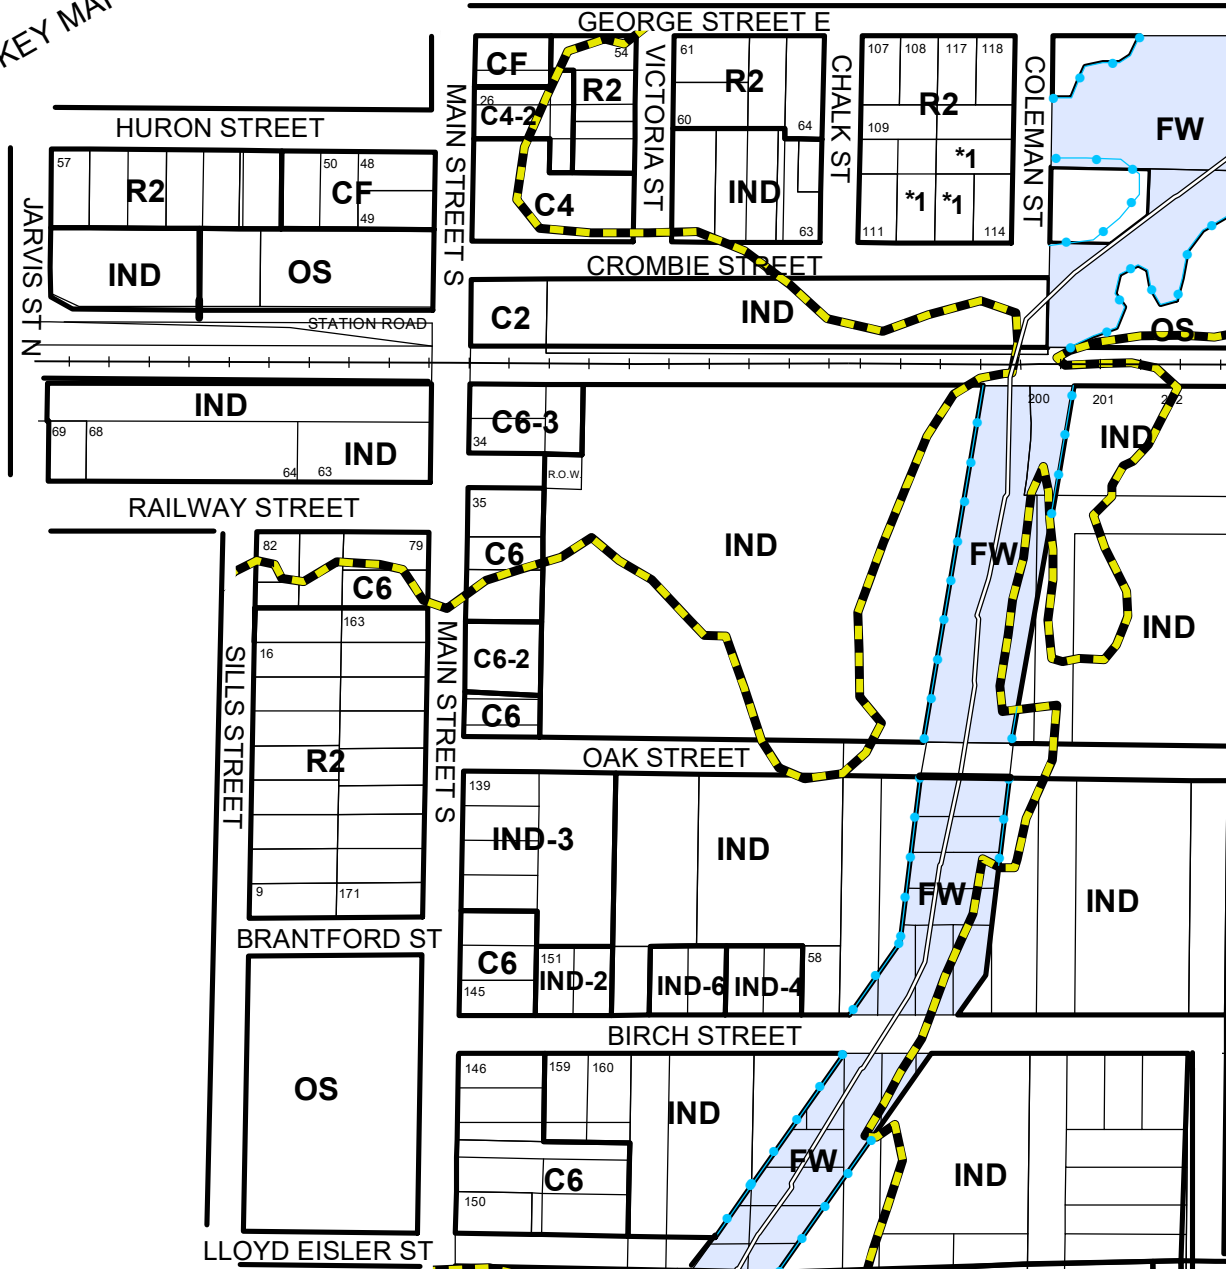 KEY MAP
GEORGE STREET E
CF
54
61
107
108
117
118
26
R2
R2
R2
C4-2
60
64
109
FW
HURON STREET
MAIN STREET S
VICTORIA ST
CHALK ST
COLEMAN ST
57
50
48
*1
R2
CF
IND
*1
*1
49
C4
63
111
114
JARVIS ST N
IND
OS
CROMBIE STREET
STATION ROAD
C2
IND
OS
IND
C6-3
200
201
202
69
68
34
IND
IND
64
63
R.O.W.
RAILWAY STREET
35
82
79
C6
IND
FW
C6
163
IND
16
C6-2
SILLS STREET
MAIN STREET S
C6
R2
OAK STREET
139
IND-3
IND
9
171
FW
IND
BRANTFORD ST
C6
151
58
145
IND-2
IND-6
IND-4
BIRCH STREET
146
159
160
OS
IND
FW
C6
IND
150
LLOYD EISLER ST